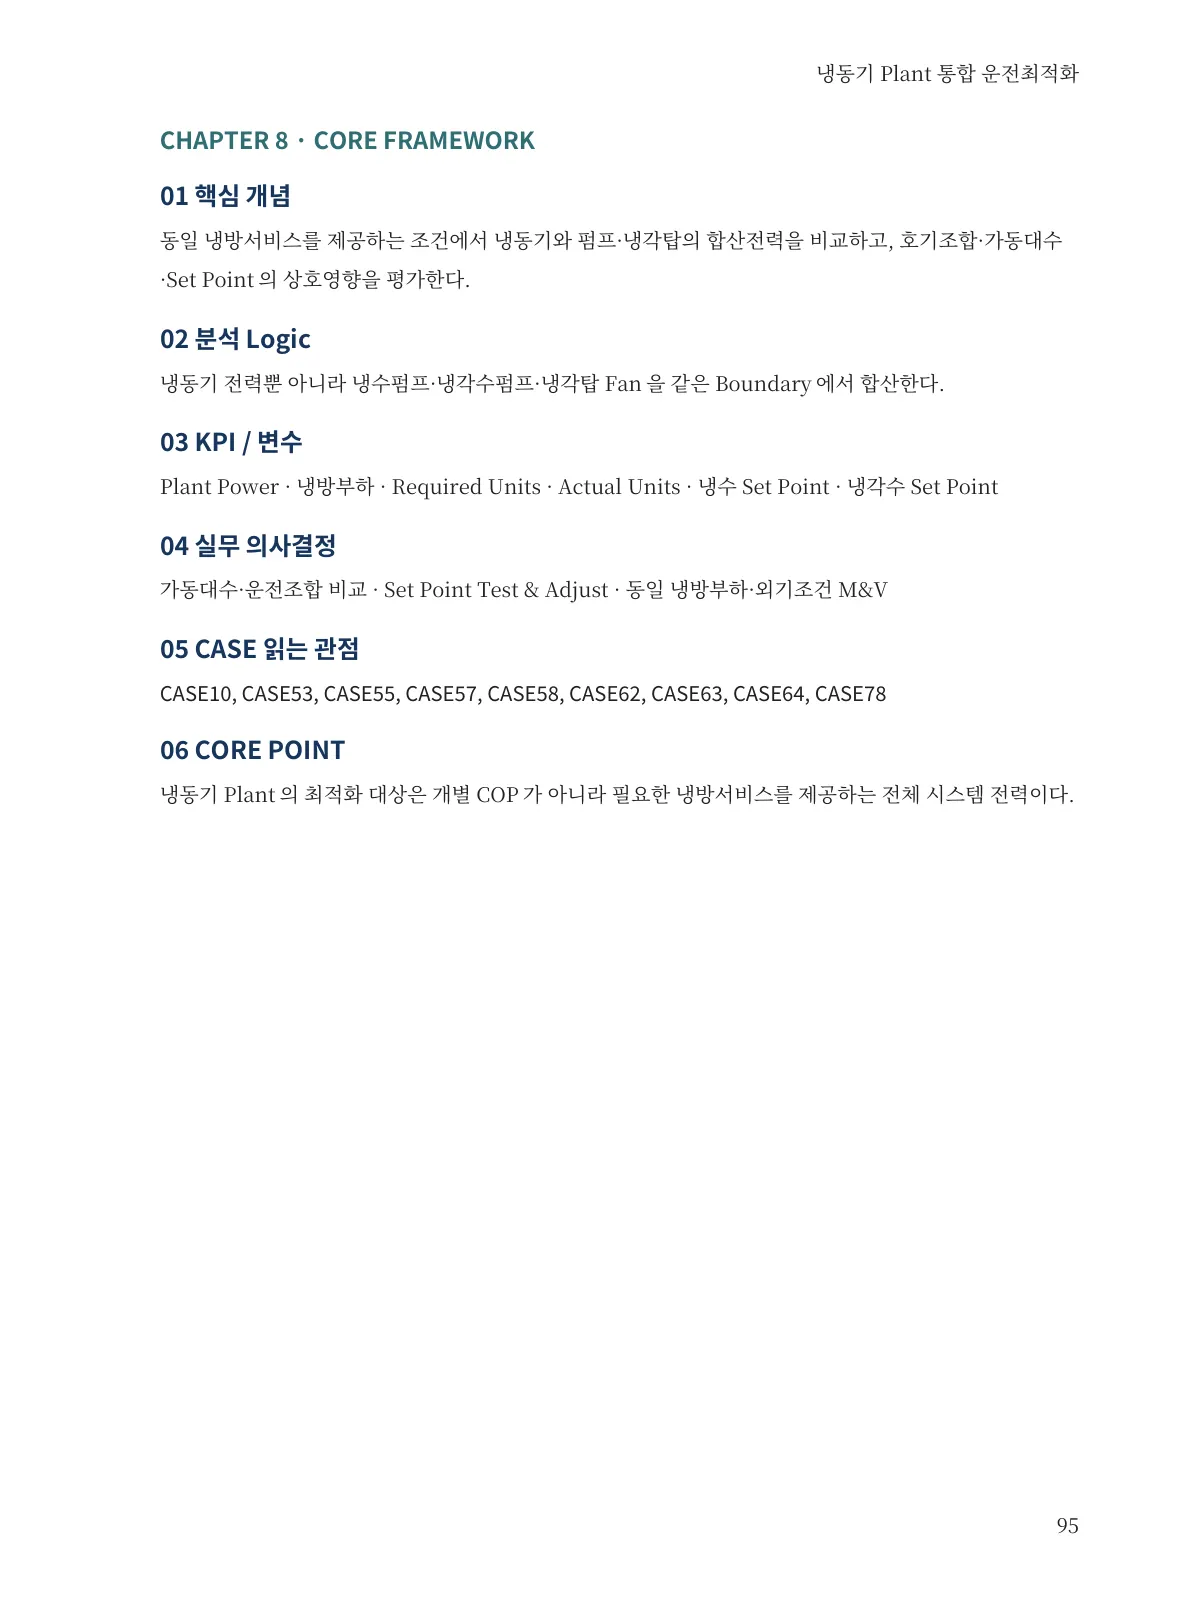 냉동기 Plant 통합 운전최적화
CHAPTER 8 · CORE FRAMEWORK
01 핵심 개념
동일 냉방서비스를 제공하는 조건에서 냉동기와 펌프·냉각탑의 합산전력을 비교하고, 호기조합·가동대수
·Set Point 의 상호영향을 평가한다.
02 분석 Logic
냉동기 전력뿐 아니라 냉수펌프·냉각수펌프·냉각탑 Fan 을 같은 Boundary 에서 합산한다.
03 KPI / 변수
Plant Power · 냉방부하 · Required Units · Actual Units · 냉수 Set Point · 냉각수 Set Point
04 실무 의사결정
가동대수·운전조합 비교 · Set Point Test & Adjust · 동일 냉방부하·외기조건 M&V
05 CASE 읽는 관점
CASE10, CASE53, CASE55, CASE57, CASE58, CASE62, CASE63, CASE64, CASE78
06 CORE POINT
냉동기 Plant 의 최적화 대상은 개별 COP 가 아니라 필요한 냉방서비스를 제공하는 전체 시스템 전력이다.
95